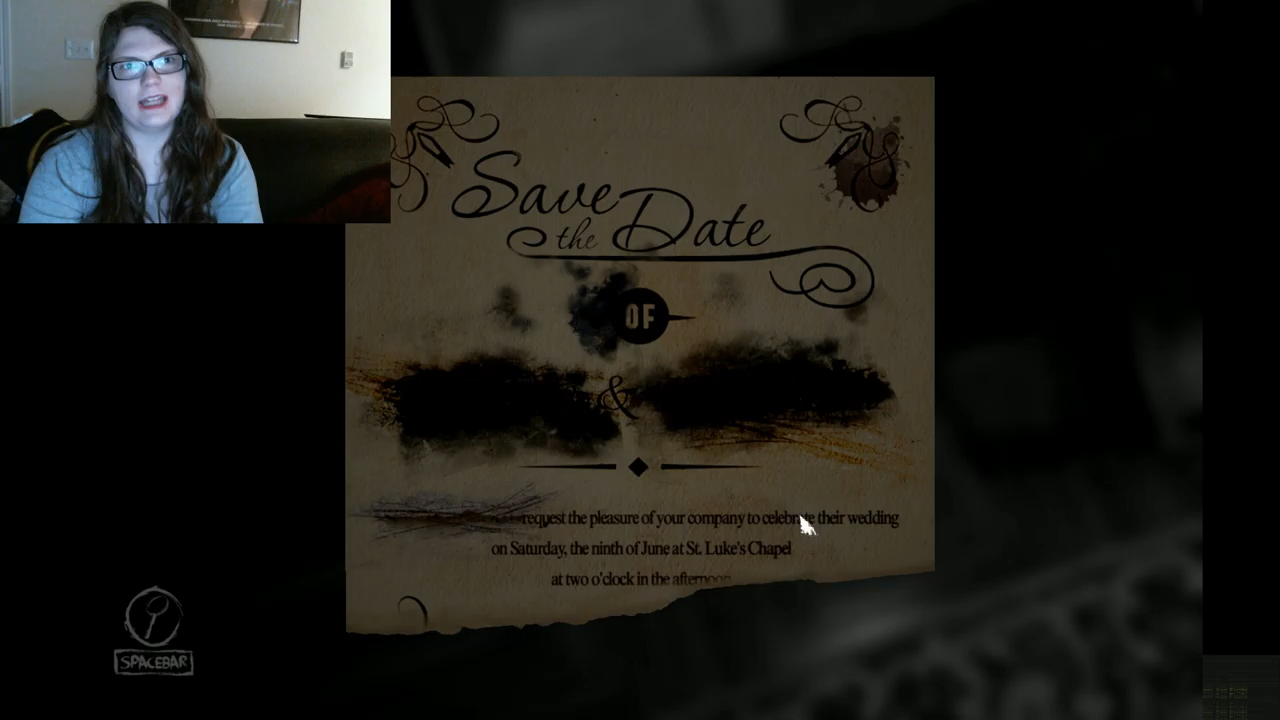 Save
the Date
OF
&
request the pleasure of your company to celebrate their wedding
on Saturday, the ninth of June at St. Luke's Chapel
at two o'clock in the afternoon
SPACEBAR